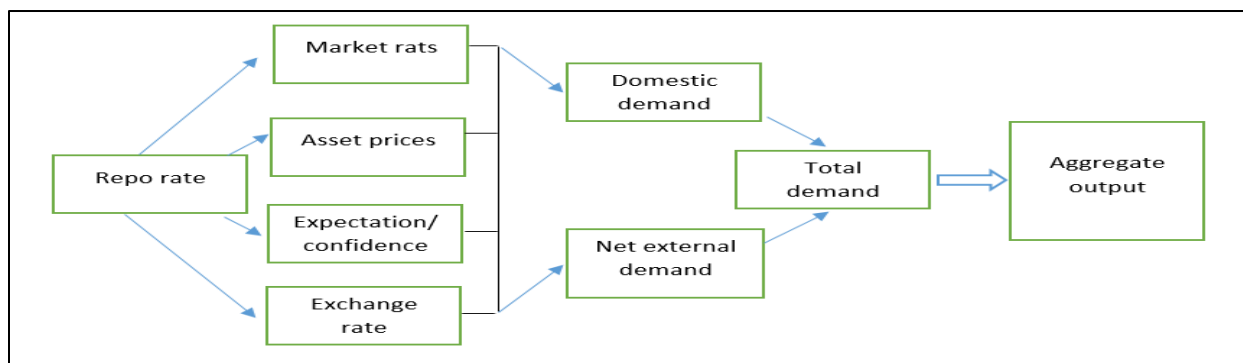 Market rats
Asset prices
Repo rate
Expectation/
confidence
Exchange
rate
Domestic
demand
Net external
demand
Total
demand
Aggregate
output